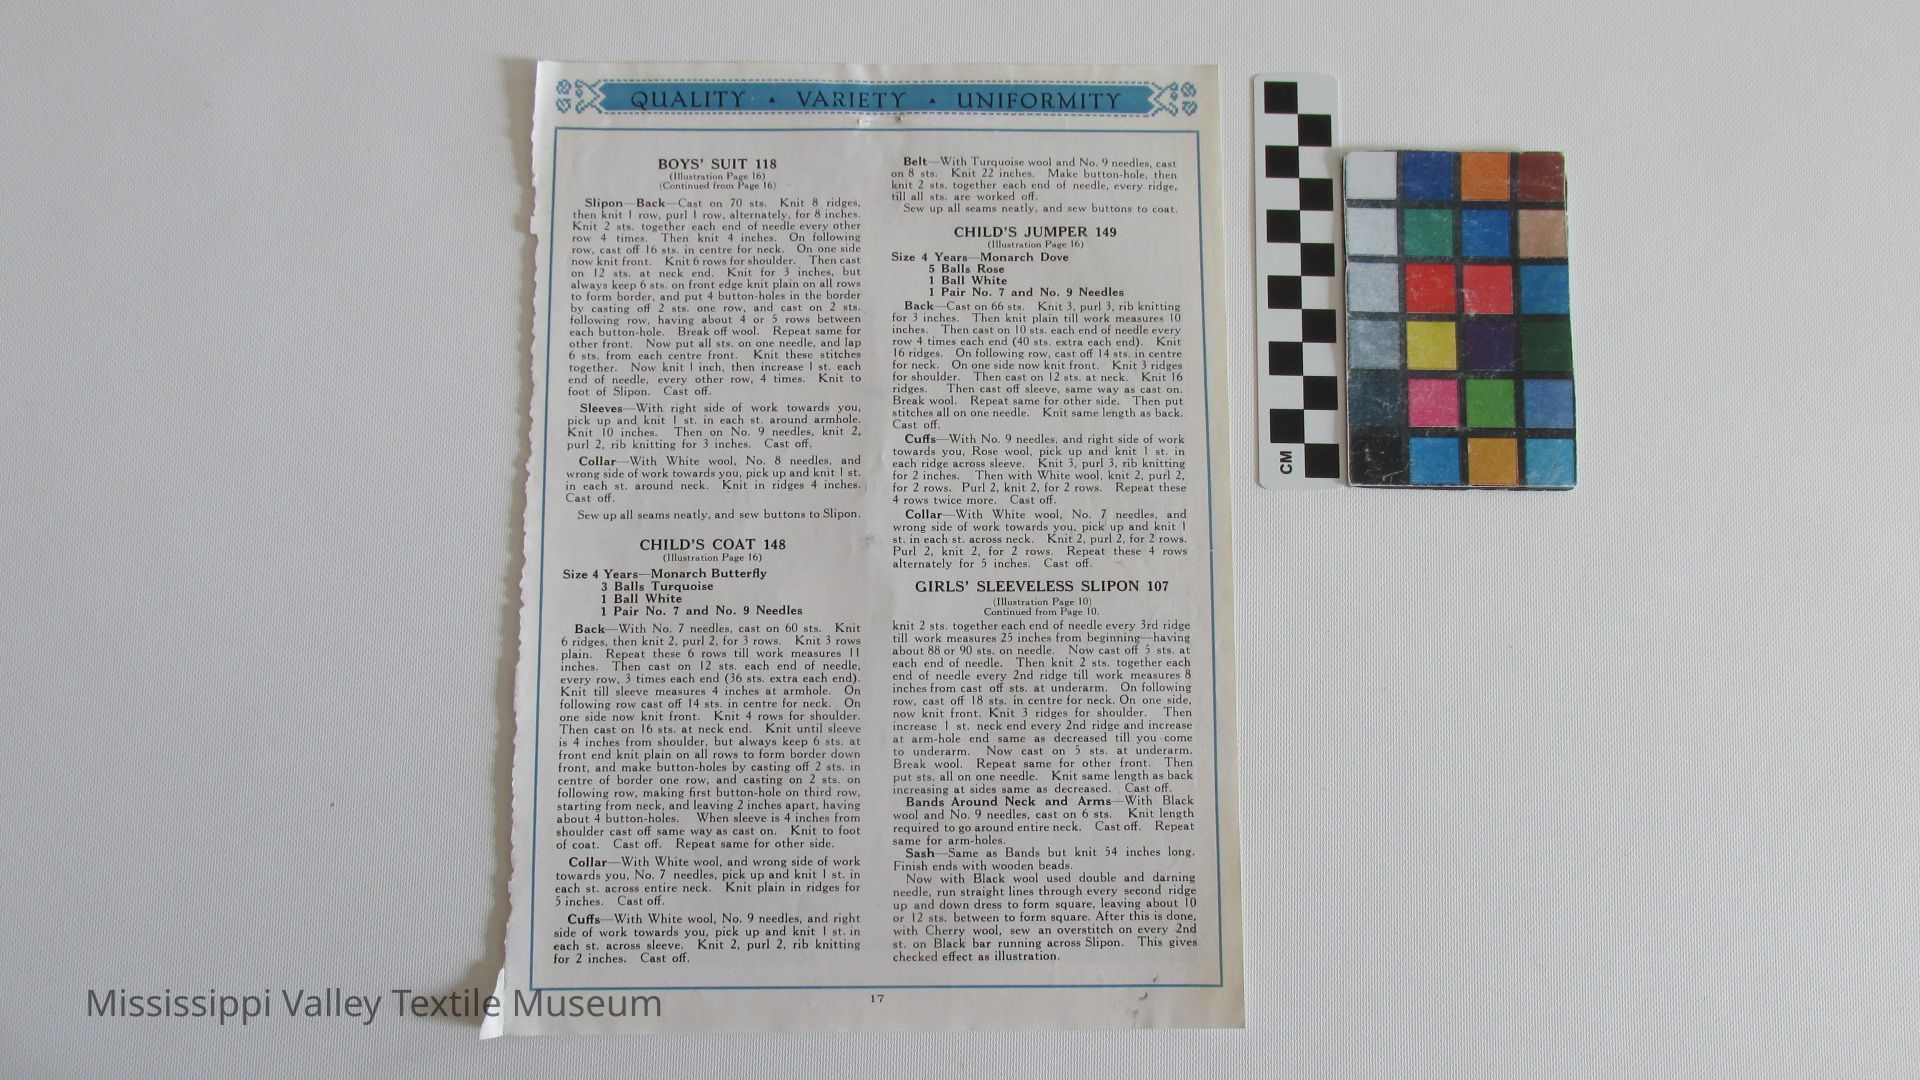 QUALITY • VARIETY • UNIFORMITY
BOYS' SUIT 118
(Illustration Page 16)
(Continued from Page 16)
Slipon—Back—Cast on 70 sts. Knit 8 ridges,
then knit 1 row, purl 1 row, alternately, for 8 inches.
Knit 2 sts. together each end of needle every other
row 4 times. Then knit 4 inches. On following
row, cast off 16 sts. in centre for neck. On one side
now knit front. Knit 6 rows for shoulder. Then cast
on 12 sts. at neck end. Knit for 3 inches, but
always keep 6 sts. on front edge knit plain on all rows
to form border, and put 4 button-holes in the border
by casting off 2 sts. one row, and cast on 2 sts.
following row, having about 4 or 5 rows between
each button-hole. Break off wool. Repeat same for
other front. Now put all sts. on one needle, and lap
6 sts. from each centre front. Knit these stitches
together. Now knit 1 inch, then increase 1 st. each
end of needle, every other row, 4 times. Knit to
foot of Slipon. Cast off.
Sleeves—With right side of work towards you,
pick up and knit 1 st. in each st. around armhole.
Knit 10 inches. Then on No. 9 needles, knit 2,
purl 2, rib knitting for 3 inches. Cast off.
Collar—With White wool, No. 8 needles, and
wrong side of work towards you, pick up and knit 1 st.
in each st. around neck. Knit in ridges 4 inches.
Cast off.
Sew up all seams neatly, and sew buttons to Slipon.
CHILD'S COAT 148
(Illustration Page 16)
Size 4 Years—Monarch Butterfly
3 Balls Turquoise
1 Ball White
1 Pair No. 7 and No. 9 Needles
Back—With No. 7 needles, cast on 60 sts. Knit
6 ridges, then knit 2, purl 2, for 3 rows. Knit 3 rows
plain. Repeat these 6 rows till work measures 11
inches. Then cast on 12 sts. each end of needle,
every row, 3 times each end (36 sts. extra each end).
Knit till sleeve measures 4 inches at armhole. On
following row cast off 14 sts. in centre for neck. On
one side now knit front. Knit 4 rows for shoulder.
Then cast on 16 sts. at neck end. Knit until sleeve
is 4 inches from shoulder, but always keep 6 sts. at
front end knit plain on all rows to form border down
front, and make button-holes by casting off 2 sts. in
centre of border one row, and casting on 2 sts. on
following row, making first button-hole on third row,
starting from neck, and leaving 2 inches apart, having
about 4 button-holes. When sleeve is 4 inches from
shoulder cast off same way as cast on. Knit to foot
of coat. Cast off. Repeat same for other side.
Collar—With White wool, and wrong side of work
towards you, No. 7 needles, pick up and knit 1 st. in
each st. across entire neck. Knit plain in ridges for
5 inches. Cast off.
Cuffs—With White wool, No. 9 needles, and right
side of work towards you, pick up and knit 1 st. in
each st. across sleeve. Knit 2, purl 2, rib knitting
for 2 inches. Cast off.
Belt—With Turquoise wool and No. 9 needles, cast
on 8 sts. Knit 22 inches. Make button-hole, then
knit 2 sts. together each end of needle, every ridge,
till all sts. are worked off.
Sew up all seams neatly, and sew buttons to coat.
CHILD'S JUMPER 149
(Illustration Page 16)
Size 4 Years—Monarch Dove
5 Balls Rose
1 Ball White
1 Pair No. 7 and No. 9 Needles
Back—Cast on 66 sts. Knit 3, purl 3, rib knitting
for 3 inches. Then knit plain till work measures 10
inches. Then cast on 10 sts. each end of needle every
row 4 times each end (40 sts. extra each end). Knit
16 ridges. On following row, cast off 14 sts. in centre
for neck. On one side now knit front. Knit 3 ridges
for shoulder. Then cast on 12 sts. at neck. Knit 16
ridges. Then cast off sleeve, same way as cast on.
Break wool. Repeat same for other side. Then put
stitches all on one needle. Knit same length as back.
Cast off.
Cuffs—With No. 9 needles, and right side of work
towards you, Rose wool, pick up and knit 1 st. in
each ridge across sleeve. Knit 3, purl 3, rib knitting
for 2 inches. Then with White wool, knit 2, purl 2,
for 2 rows. Purl 2, knit 2, for 2 rows. Repeat these
4 rows twice more. Cast off.
Collar—With White wool, No. 7 needles, and
wrong side of work towards you, pick up and knit 1
st. in each st. across neck. Knit 2, purl 2, for 2 rows.
Purl 2, knit 2, for 2 rows. Repeat these 4 rows
alternately for 5 inches. Cast off.
GIRLS' SLEEVELESS SLIPON 107
(Illustration Page 10)
Continued from Page 10.
knit 2 sts. together each end of needle every 3rd ridge
till work measures 25 inches from beginning—having
about 88 or 90 sts. on needle. Now cast off 5 sts. at
each end of needle. Then knit 2 sts. together each
end of needle every 2nd ridge till work measures 8
inches from cast off sts. at underarm. On following
row, cast off 18 sts. in centre for neck. On one side,
now knit front. Knit 3 ridges for shoulder. Then
increase 1 st. neck end every 2nd ridge and increase
at arm-hole end same as decreased till you come
to underarm. Now cast on 5 sts. at underarm.
Break wool. Repeat same for other front. Then
put sts. all on one needle. Knit same length as back
increasing at sides same as decreased. Cast off.
Bands Around Neck and Arms—With Black
wool and No. 9 needles, cast on 6 sts. Knit length
required to go around entire neck. Cast off. Repeat
same for arm-holes.
Sash—Same as Bands but knit 54 inches long.
Finish ends with wooden beads.
Now with Black wool used double and darning
needle, run straight lines through every second ridge
up and down dress to form square, leaving about 10
or 12 sts. between to form square. After this is done,
with Cherry wool, sew an overstitch on every 2nd
st. on Black bar running across Slipon. This gives
checked effect as illustration.
17
CM
Mississippi Valley Textile Museum